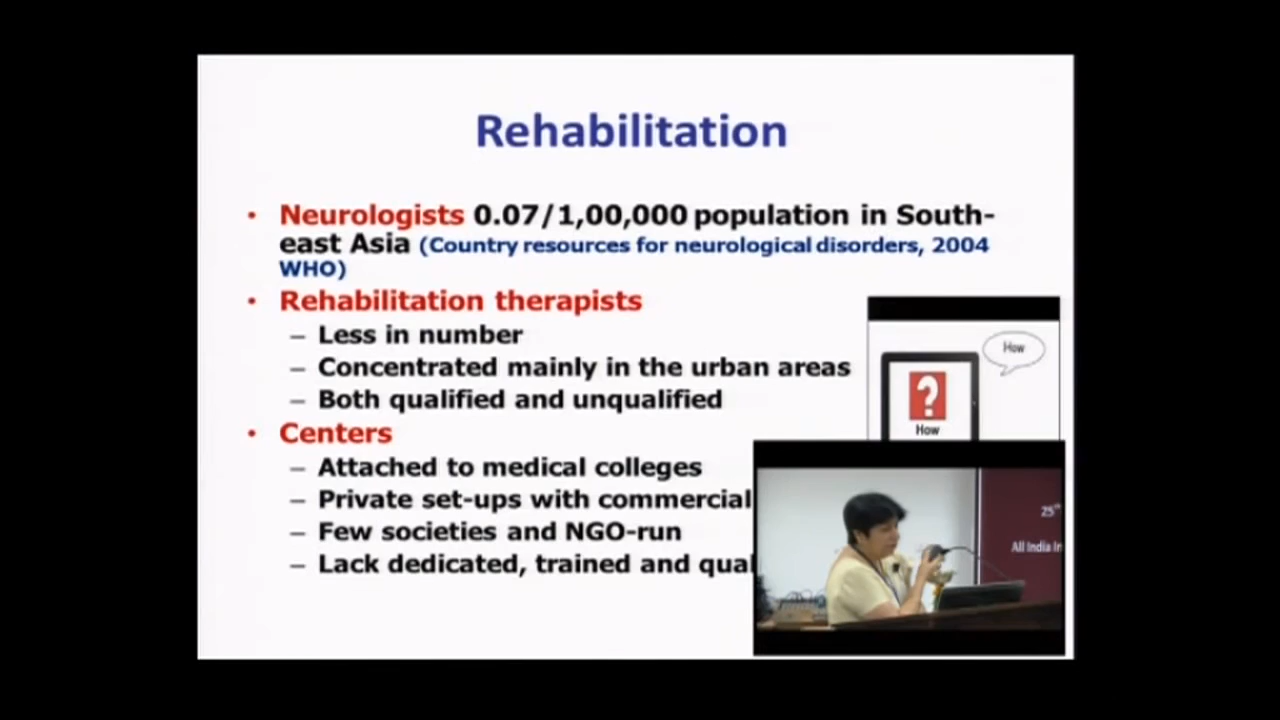 Rehabilitation
• Neurologists 0.07/1,00,000 population in South-
east Asia (Country resources for neurological disorders, 2004
WHO)
• Rehabilitation therapists
– Less in number
– Concentrated mainly in the urban areas
– Both qualified and unqualified
• Centers
– Attached to medical colleges
– Private set-ups with commercial
– Few societies and NGO-run
– Lack dedicated, trained and
How
?
How
25th
All India